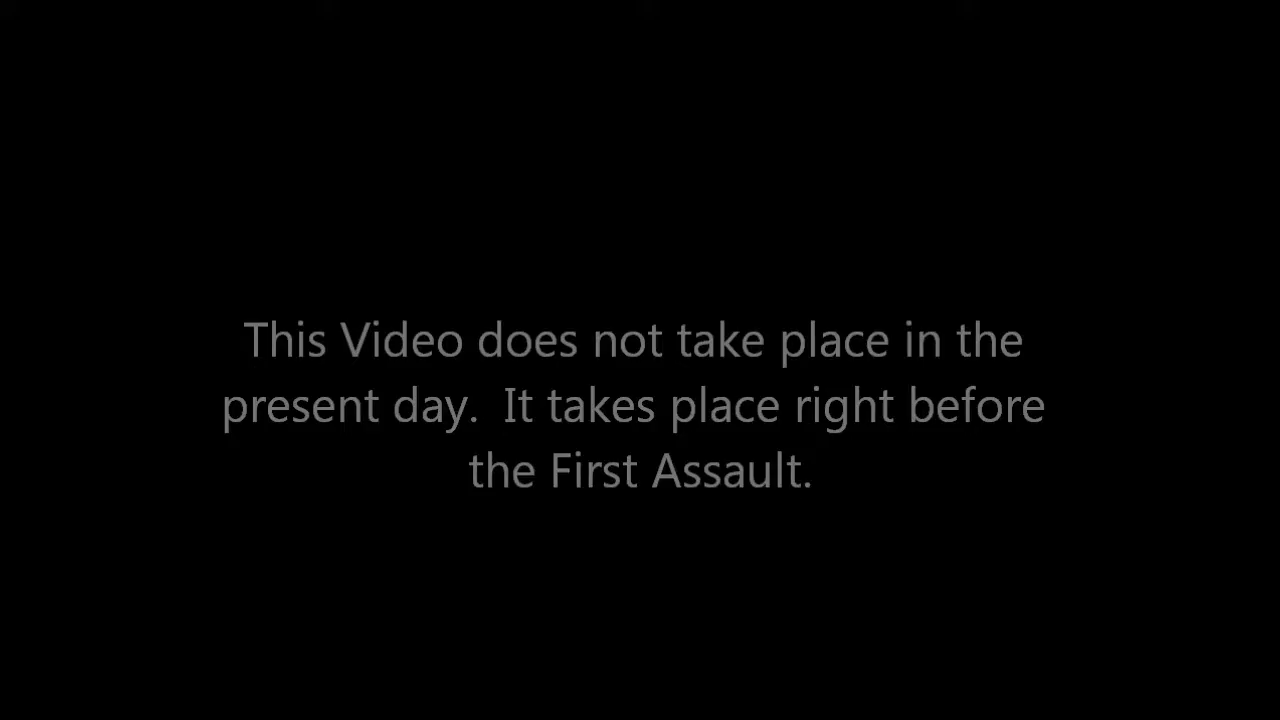 This Video does not take place in the
present day.  It takes place right before
the First Assault.